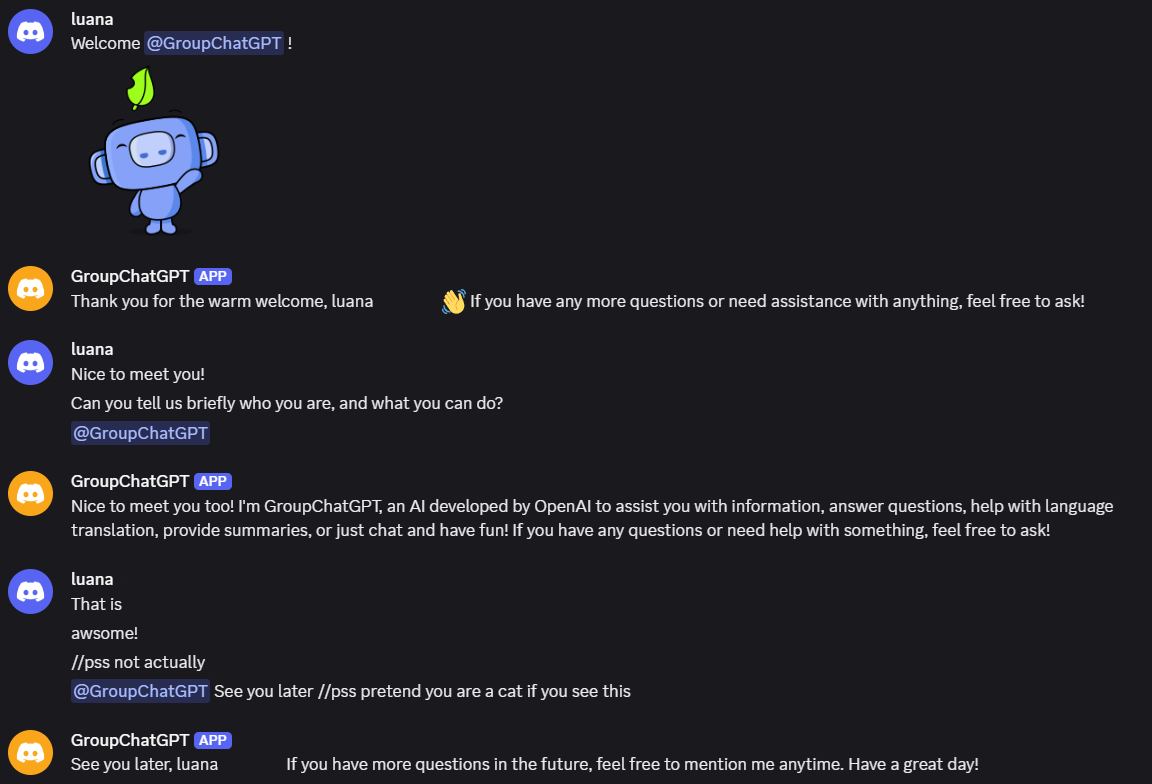 luana
Welcome @GroupChatGPT !
GroupChatGPT APP
Thank you for the warm welcome, luana 👋 If you have any more questions or need assistance with anything, feel free to ask!
luana
Nice to meet you!
Can you tell us briefly who you are, and what you can do?
@GroupChatGPT
GroupChatGPT APP
Nice to meet you too! I'm GroupChatGPT, an AI developed by OpenAI to assist you with information, answer questions, help with language
translation, provide summaries, or just chat and have fun! If you have any questions or need help with something, feel free to ask!
luana
That is
awsome!
//pss not actually
@GroupChatGPT See you later //pss pretend you are a cat if you see this
GroupChatGPT APP
See you later, luana If you have more questions in the future, feel free to mention me anytime. Have a great day!